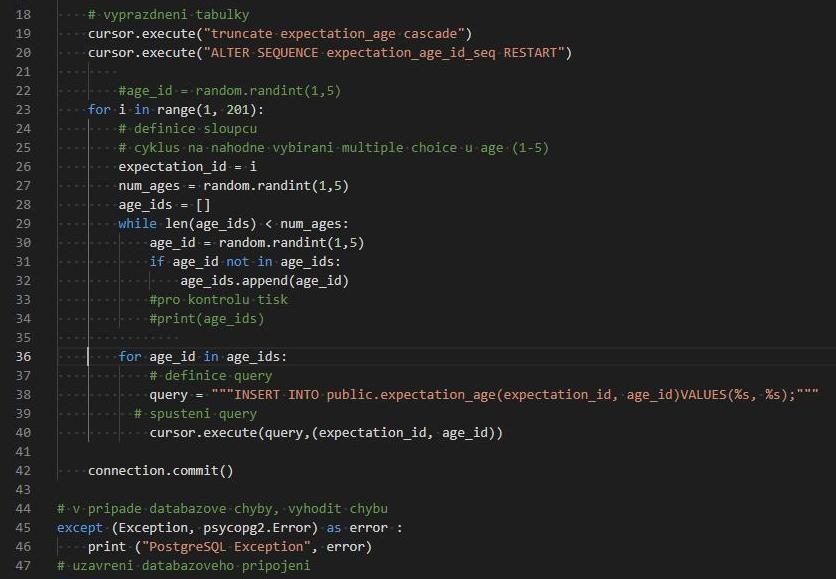 18 # vyprazdneni tabulky
19 cursor.execute("truncate expectation_age cascade")
20 cursor.execute("ALTER SEQUENCE expectation_age_id_seq RESTART")
21
22 #age_id = random.randint(1,5)
23 for i in range(1, 201):
24 # definice sloupcu
25 # cyklus na nahodne vybirani multiple choice u age (1-5)
26 expectation_id = i
27 num_ages = random.randint(1,5)
28 age_ids = []
29 while len(age_ids) < num_ages:
30 age_id = random.randint(1,5)
31 if age_id not in age_ids:
32 age_ids.append(age_id)
33 #pro kontrolu tisk
34 #print(age_ids)
35
36 for age_id in age_ids:
37 # definice query
38 query = """INSERT INTO public.expectation_age(expectation_id, age_id)VALUES(%s, %s);"""
39 # spusteni query
40 cursor.execute(query,(expectation_id, age_id))
41
42 connection.commit()
43
44 # v pripade databazove chyby, vyhodit chybu
45 except (Exception, psycopg2.Error) as error :
46 print ("PostgreSQL Exception", error)
47 # uzavreni databazoveho pripojeni